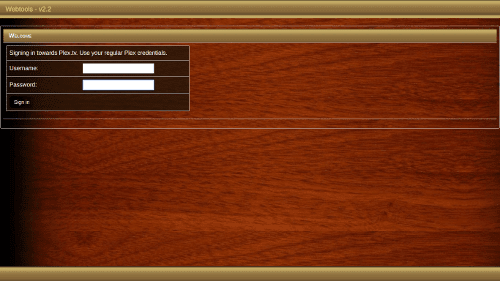 Webtools - v2.2
Welcome
Signing in towards Plex.tv. Use your regular Plex credentials.
Username:
Password:
Sign in